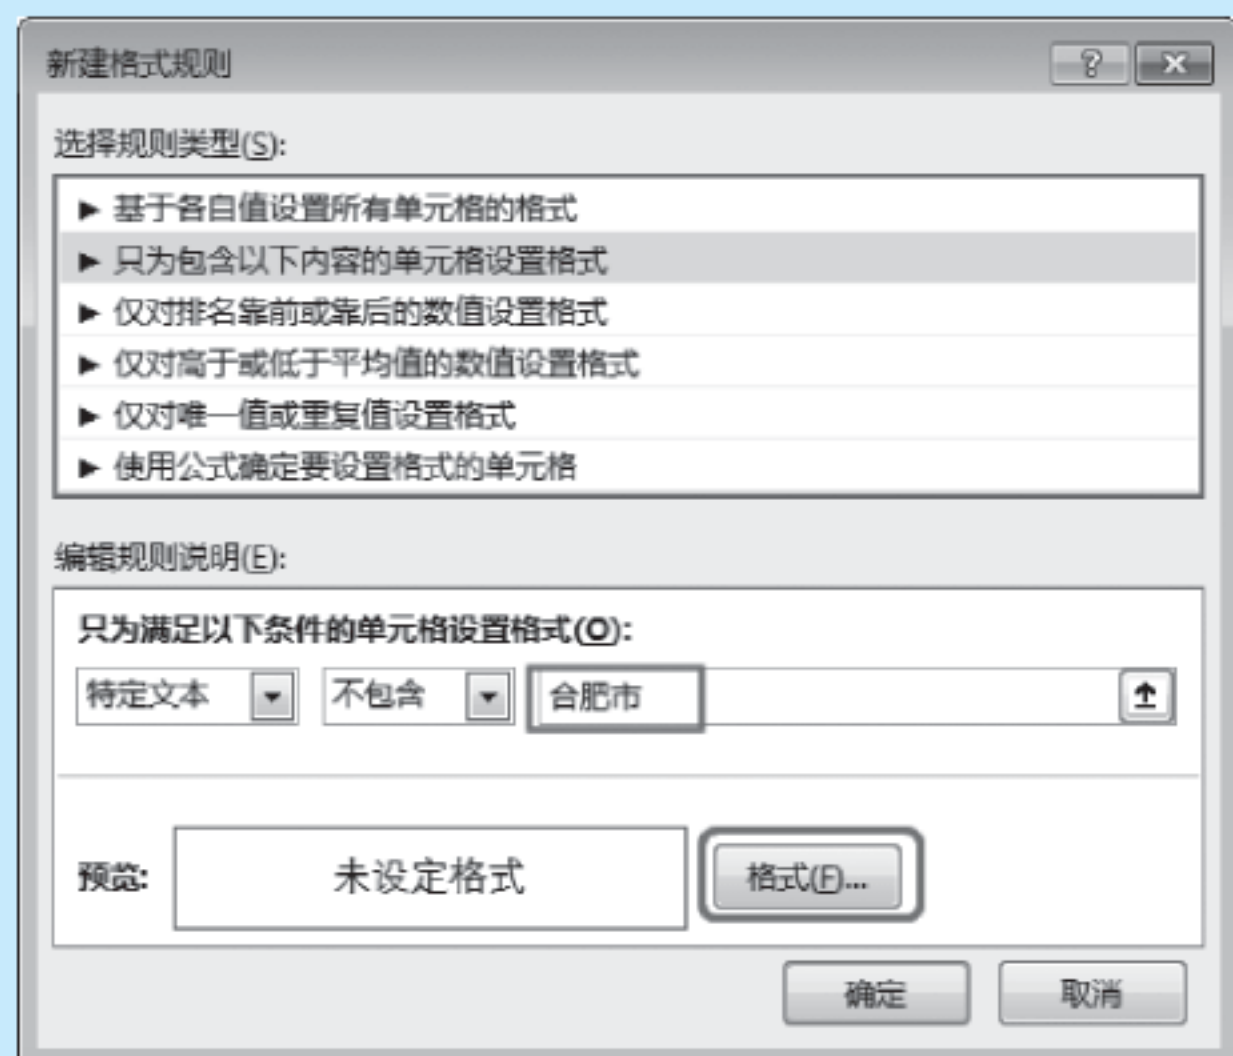 新建格式规则
选择规则类型(S):
► 基于各自值设置所有单元格的格式
► 只为包含以下内容的单元格设置格式
► 仅对排名靠前或靠后的数值设置格式
► 仅对高于或低于平均值的数值设置格式
► 仅对唯一值或重复值设置格式
► 使用公式确定要设置格式的单元格
编辑规则说明(E):
只为满足以下条件的单元格设置格式(O):
特定文本 不包含 合肥市
预览: 未设定格式 格式(F)...
确定 取消